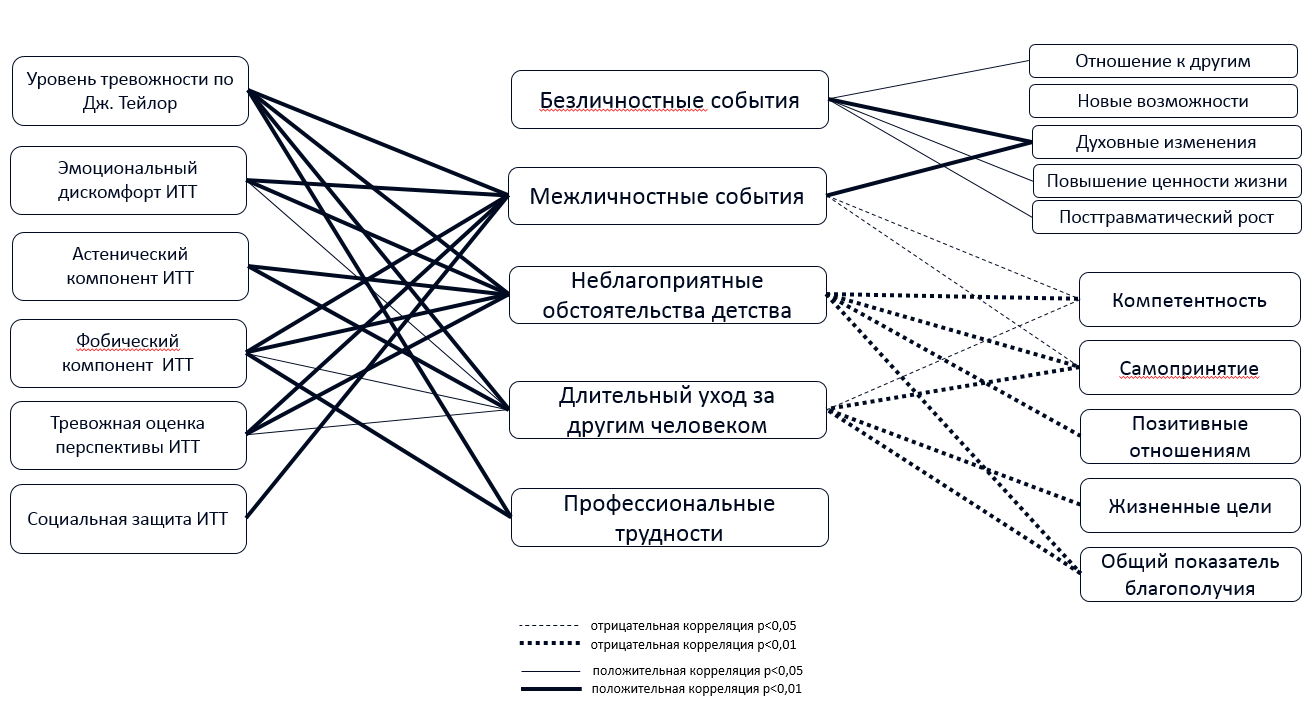 Уровень тревожности по
Дж. Тейлор
Эмоциональный
дискомфорт ИТТ
Астенический
компонент ИТТ
Фобический
компонент ИТТ
Тревожная оценка
перспективы ИТТ
Социальная защита ИТТ
Безличностные события
Межличностные события
Неблагоприятные
обстоятельства детства
Длительный уход за
другим человеком
Профессиональные
трудности
Отношение к другим
Новые возможности
Духовные изменения
Повышение ценности жизни
Посттравматический рост
Компетентность
Самопринятие
Позитивные
отношениям
Жизненные цели
Общий показатель
благополучия
отрицательная корреляция p<0,05
отрицательная корреляция p<0,01
положительная корреляция p<0,05
положительная корреляция p<0,01